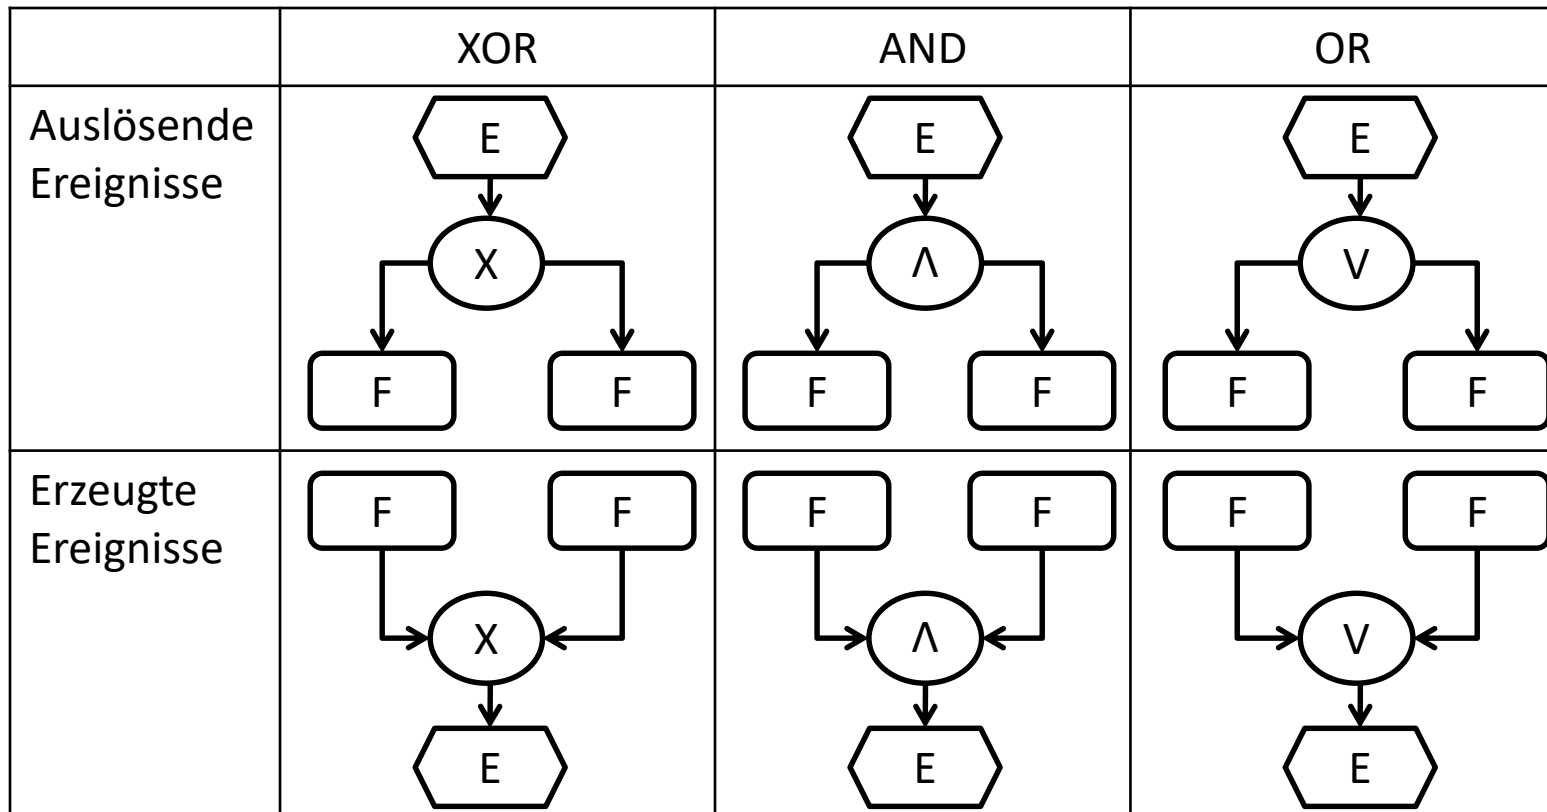 XOR AND OR
Auslösende
Ereignisse
E E E
X Λ V
F F F F F F
Erzeugte
Ereignisse
F F F F F F
X Λ V
E E E